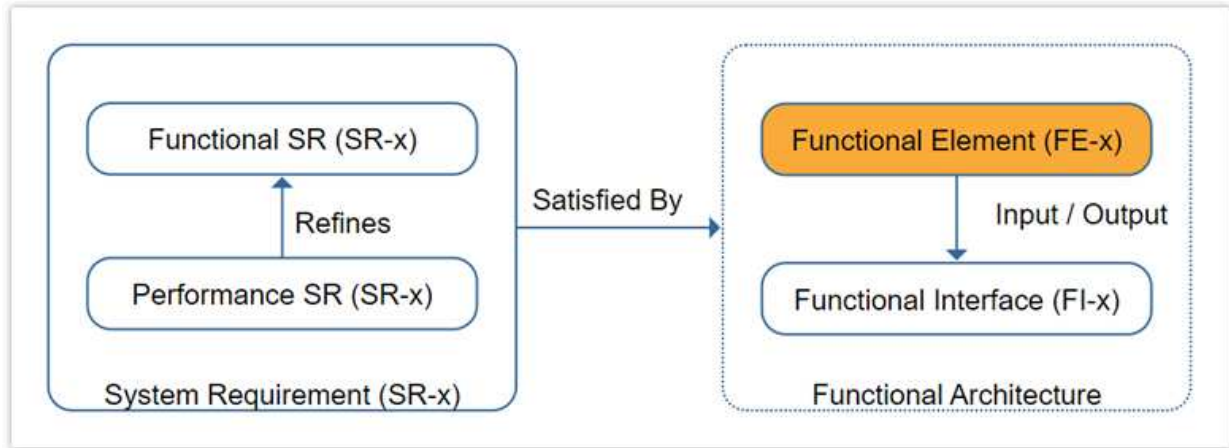 Functional SR (SR-x)
Refines
Performance SR (SR-x)
System Requirement (SR-x)
Satisfied By
Functional Element (FE-x)
Input / Output
Functional Interface (FI-x)
Functional Architecture